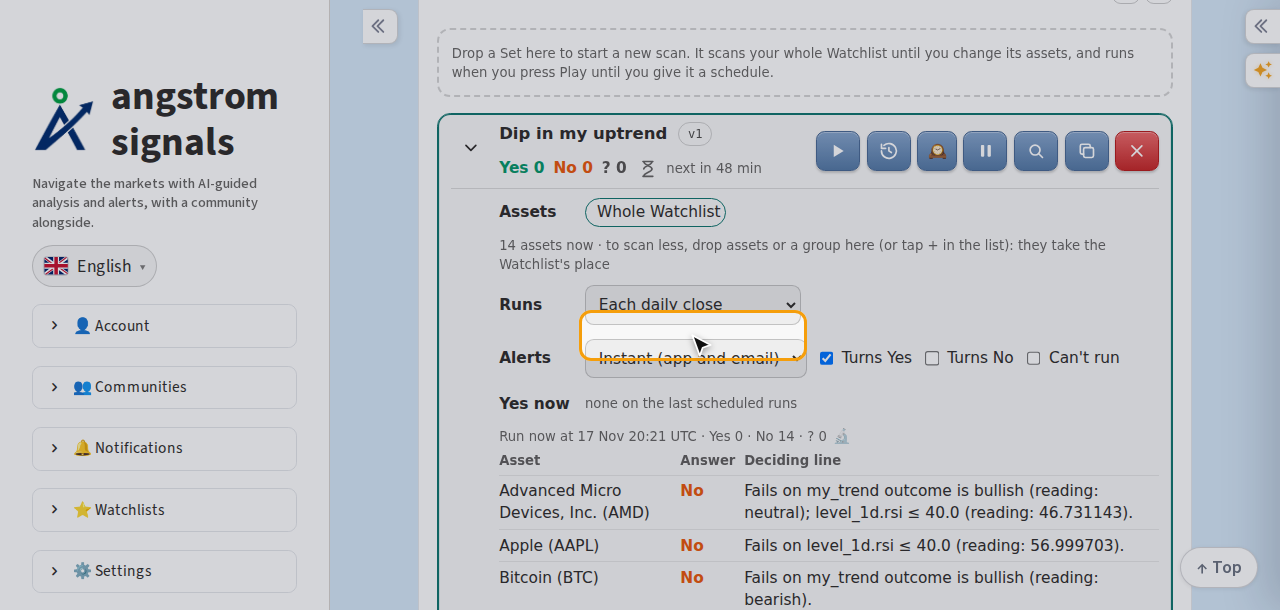 angstrom
signals
Navigate the markets with AI-guided
analysis and alerts, with a community
alongside.
English
Account
Communities
Notifications
Watchlists
Settings
Drop a Set here to start a new scan. It scans your whole Watchlist until you change its assets, and runs
when you press Play until you give it a schedule.
Dip in my uptrend v1
Yes 0 No 0 ? 0 next in 48 min
Assets Whole Watchlist
14 assets now · to scan less, drop assets or a group here (or tap + in the list): they take the
Watchlist's place
Runs Each daily close
Alerts Instant (app and email) Turns Yes Turns No Can't run
Yes now none on the last scheduled runs
Run now at 17 Nov 20:21 UTC · Yes 0 · No 14 · ? 0
Asset Answer Deciding line
Advanced Micro Devices, Inc. (AMD) No Fails on my_trend outcome is bullish (reading:
neutral); level_1d.rsi ≤ 40.0 (reading: 46.731143).
Apple (AAPL) No Fails on level_1d.rsi ≤ 40.0 (reading: 56.999703).
Bitcoin (BTC) No Fails on my_trend outcome is bullish (reading:
bearish).
↑ Top